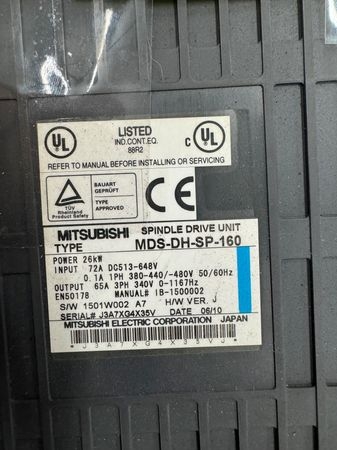 UL
LISTED
IND.CONT.EQ.
88R2
C UL
REFER TO MANUAL BEFORE INSTALLING OR SERVICING
TÜV
Rheinland
BAUART
GEPRÜFT
TYPE
APPROVED
CE
MITSUBISHI SPINDLE DRIVE UNIT
TYPE MDS-DH-SP-160
POWER 26kW
INPUT 72A DC513-648V
0.1A 1PH 380-440/-480V 50/60Hz
OUTPUT 65A 3PH 340V 0-1167Hz
EN50178 MANUAL# IB-1500002
S/W 1501W002 A7 H/W VER. J
SERIAL# J3A7XG4X35V DATE 06/10
MITSUBISHI ELECTRIC CORPORATION JAPAN
*J3A7XG4X35VJ*